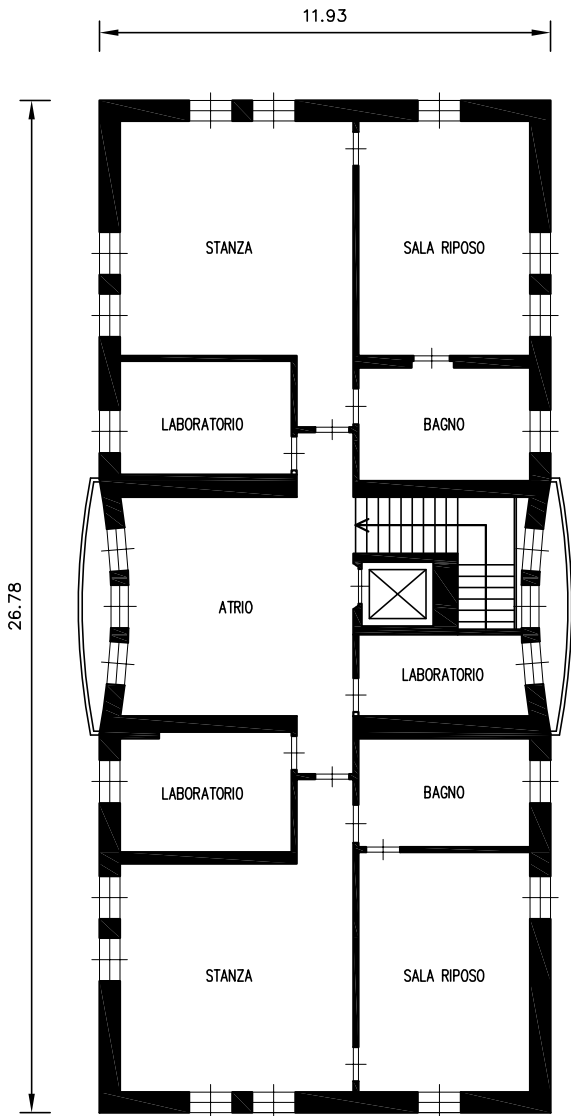 11.93
STANZA
SALA RIPOSO
LABORATORIO
BAGNO
26.78
ATRIO
LABORATORIO
LABORATORIO
BAGNO
STANZA
SALA RIPOSO